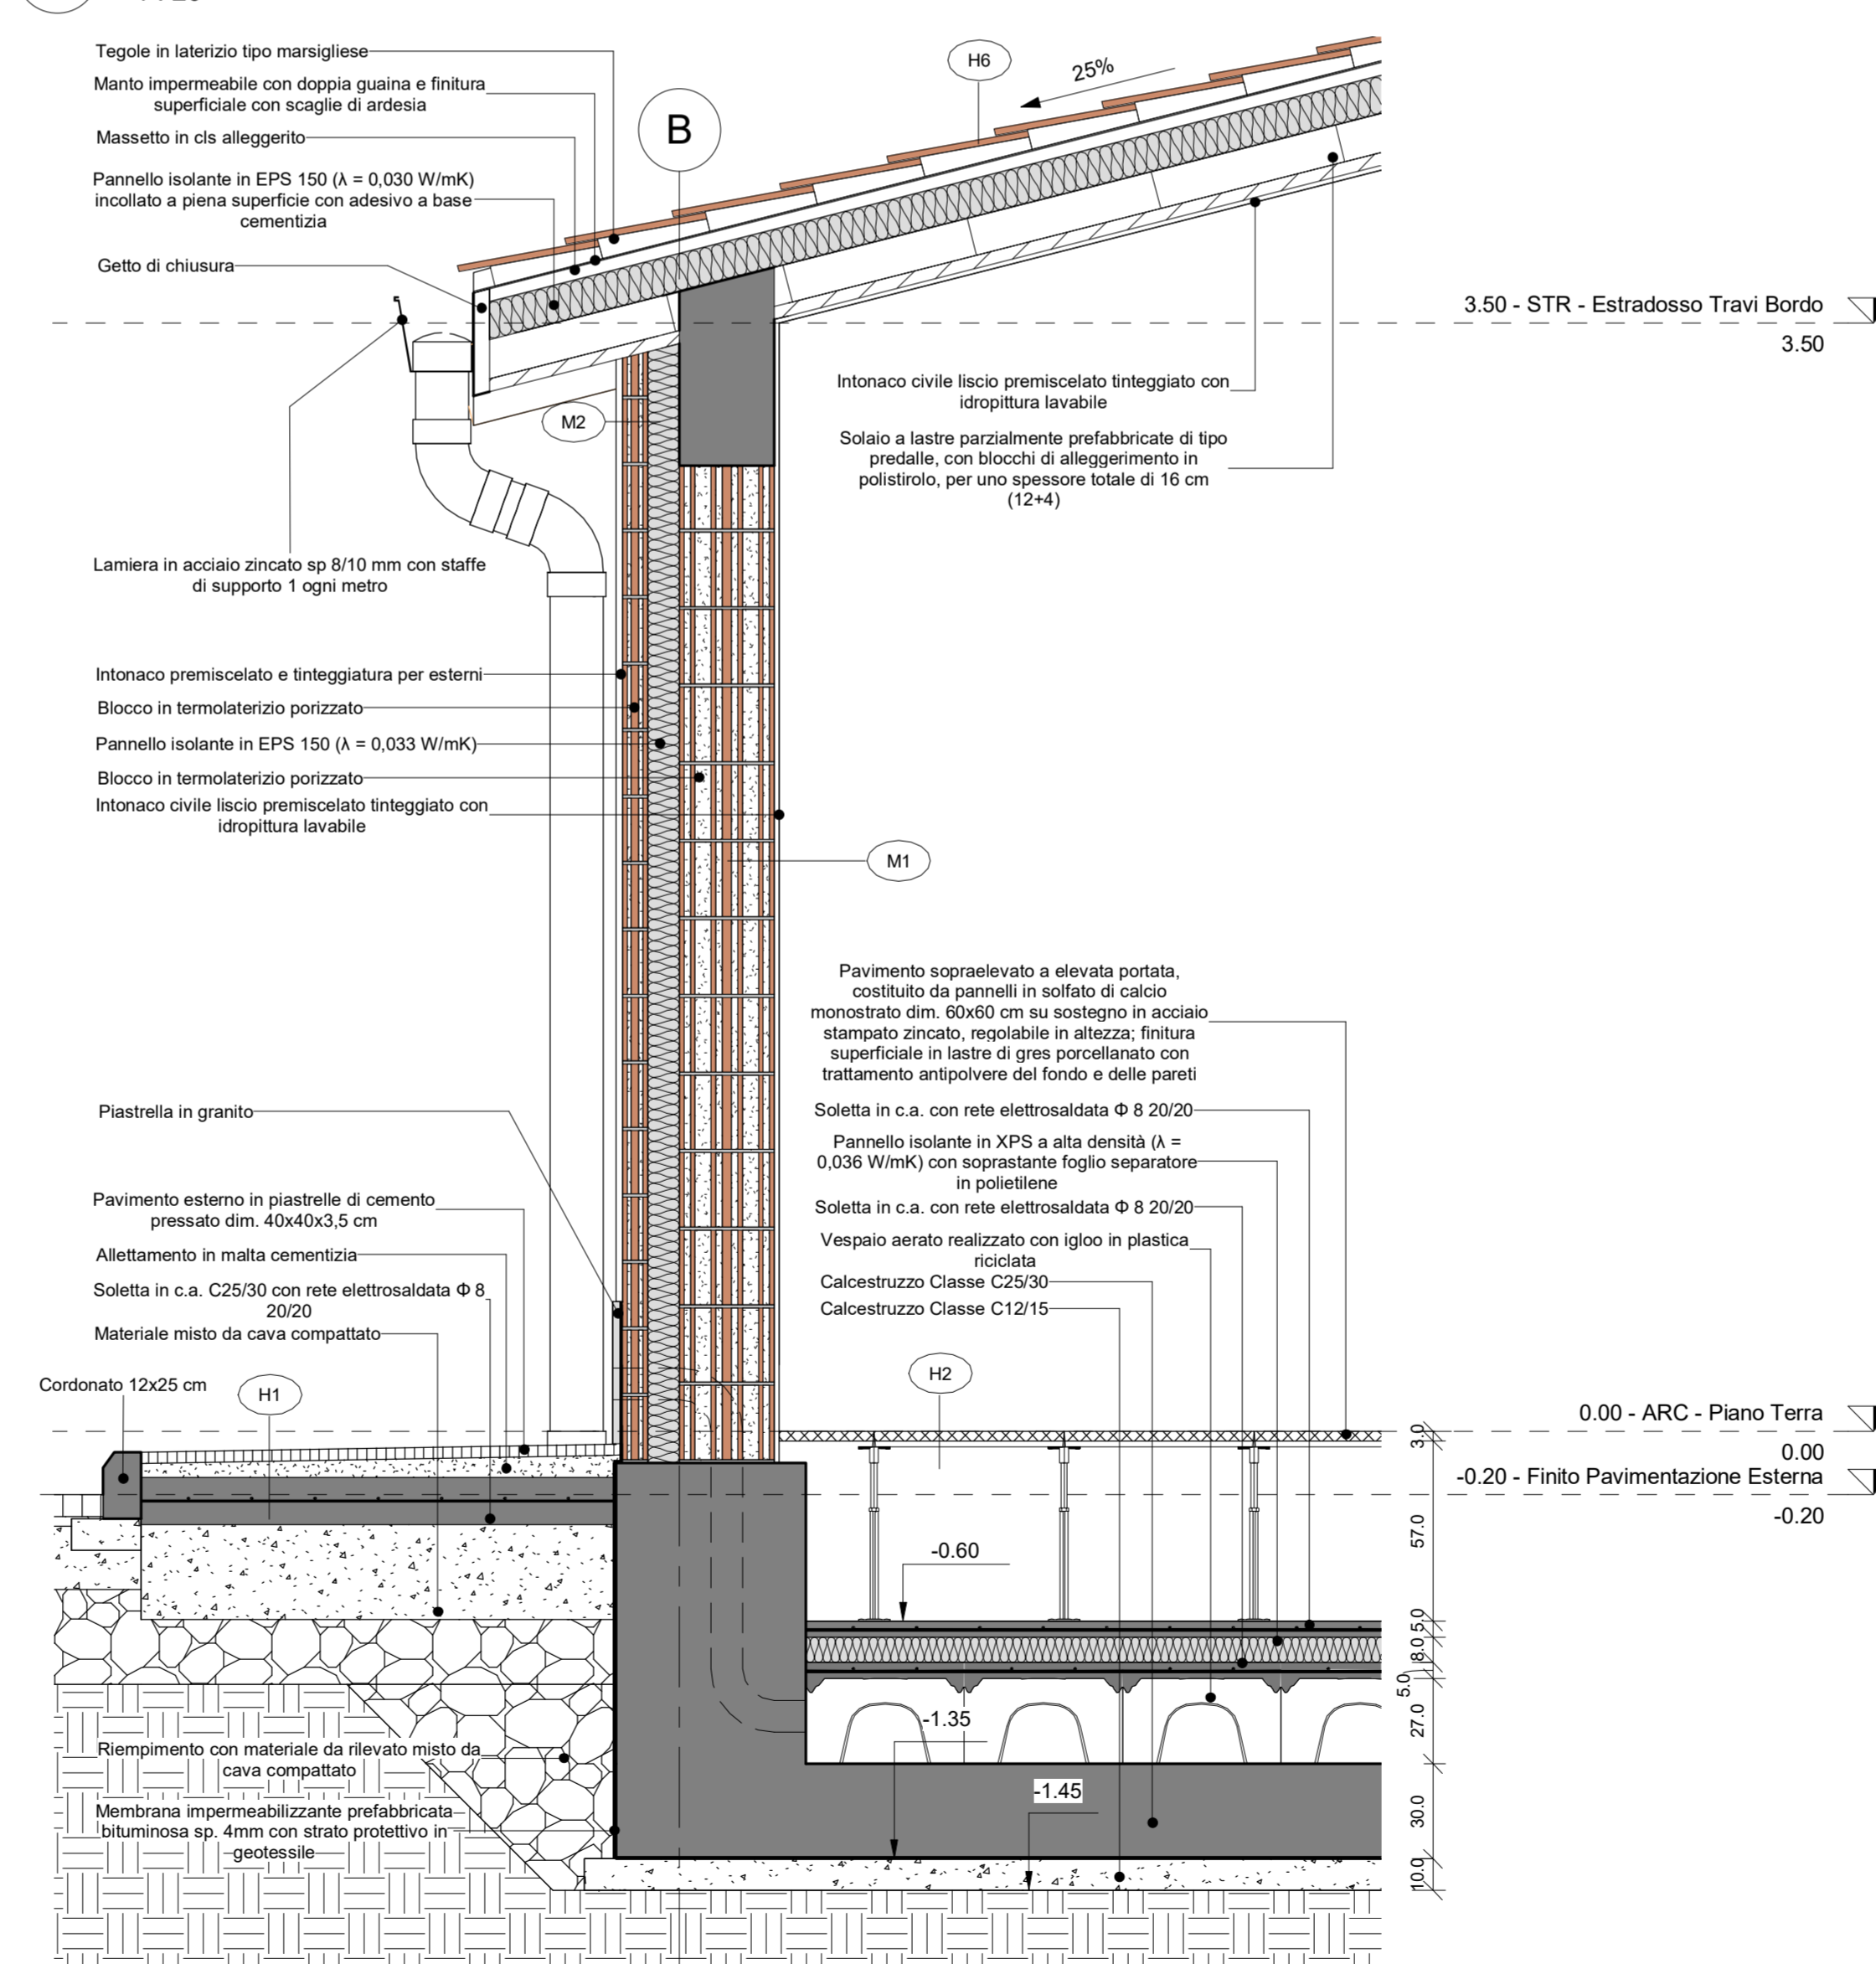 Tegole in laterizio tipo marsigliese
Manto impermeabile con doppia guaina e finitura
superficiale con scaglie di ardesia
Massetto in cls alleggerito
Pannello isolante in EPS 150 (λ = 0,030 W/mK)
incollato a piena superficie con adesivo a base
cementizia
Getto di chiusura
B
H6
25%
3.50 - STR - Estradosso Travi Bordo
3.50
M2
Intonaco civile liscio premiscelato tinteggiato con
idropittura lavabile
Solaio a lastre parzialmente prefabbricate di tipo
predalle, con blocchi di alleggerimento in
polistirolo, per uno spessore totale di 16 cm
(12+4)
Lamiera in acciaio zincato sp 8/10 mm con staffe
di supporto 1 ogni metro
Intonaco premiscelato e tinteggiatura per esterni
Blocco in termolaterizio porizzato
Pannello isolante in EPS 150 (λ = 0,033 W/mK)
Blocco in termolaterizio porizzato
Intonaco civile liscio premiscelato tinteggiato con
idropittura lavabile
M1
Pavimento sopraelevato a elevata portata,
costituito da pannelli in solfato di calcio
monostrato dim. 60x60 cm su sostegno in acciaio
stampato zincato, regolabile in altezza; finitura
superficiale in lastre di gres porcellanato con
trattamento antipolvere del fondo e delle pareti
Soletta in c.a. con rete elettrosaldata Φ 8 20/20
Pannello isolante in XPS a alta densità (λ =
0,036 W/mK) con soprastante foglio separatore
in polietilene
Soletta in c.a. con rete elettrosaldata Φ 8 20/20
Vespaio aerato realizzato con igloo in plastica
riciclata
Calcestruzzo Classe C25/30
Calcestruzzo Classe C12/15
H2
Piastrella in granito
Pavimento esterno in piastrelle di cemento
pressato dim. 40x40x3,5 cm
Allettamento in malta cementizia
Soletta in c.a. C25/30 con rete elettrosaldata Φ 8
20/20
Materiale misto da cava compattato
Cordonato 12x25 cm
H1
0.00 - ARC - Piano Terra
0.00
-0.20 - Finito Pavimentazione Esterna
-0.20
3.0
57.0
5.0
8.0
5.0
27.0
30.0
10.0
-0.60
-1.35
-1.45
Riempimento con materiale da rilevato misto da
cava compattato
Membrana impermeabilizzante prefabbricata
bituminosa sp. 4mm con strato protettivo in
geotessile